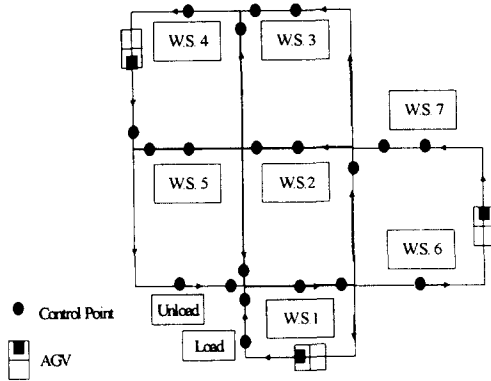 W.S. 4
W.S. 3
W.S. 7
W.S. 5
W.S.2
W.S. 6
Unload
W.S 1
Load
Control Point
AGV